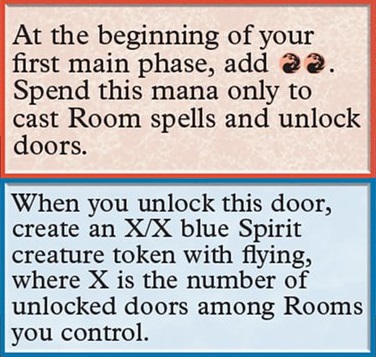 At the beginning of your
first main phase, add .
Spend this mana only to
cast Room spells and unlock
doors.
When you unlock this door,
create an X/X blue Spirit
creature token with flying,
where X is the number of
unlocked doors among Rooms
you control.